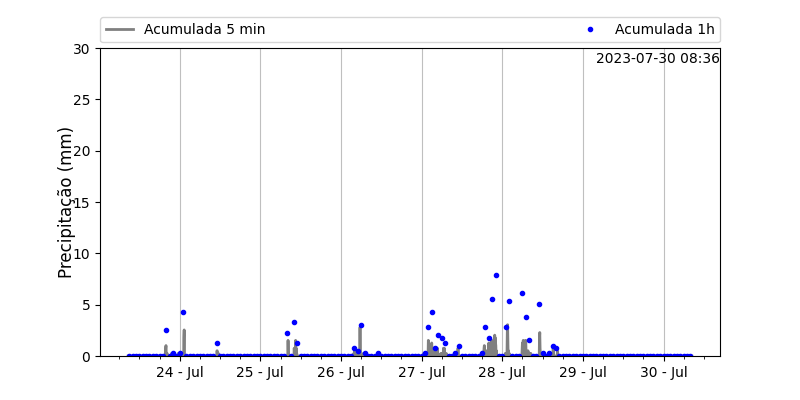 Acumulada 5 min
Acumulada 1h
2023-07-30 08:36
Precipitação (mm)
30
25
20
15
10
5
0
24 - Jul
25 - Jul
26 - Jul
27 - Jul
28 - Jul
29 - Jul
30 - Jul